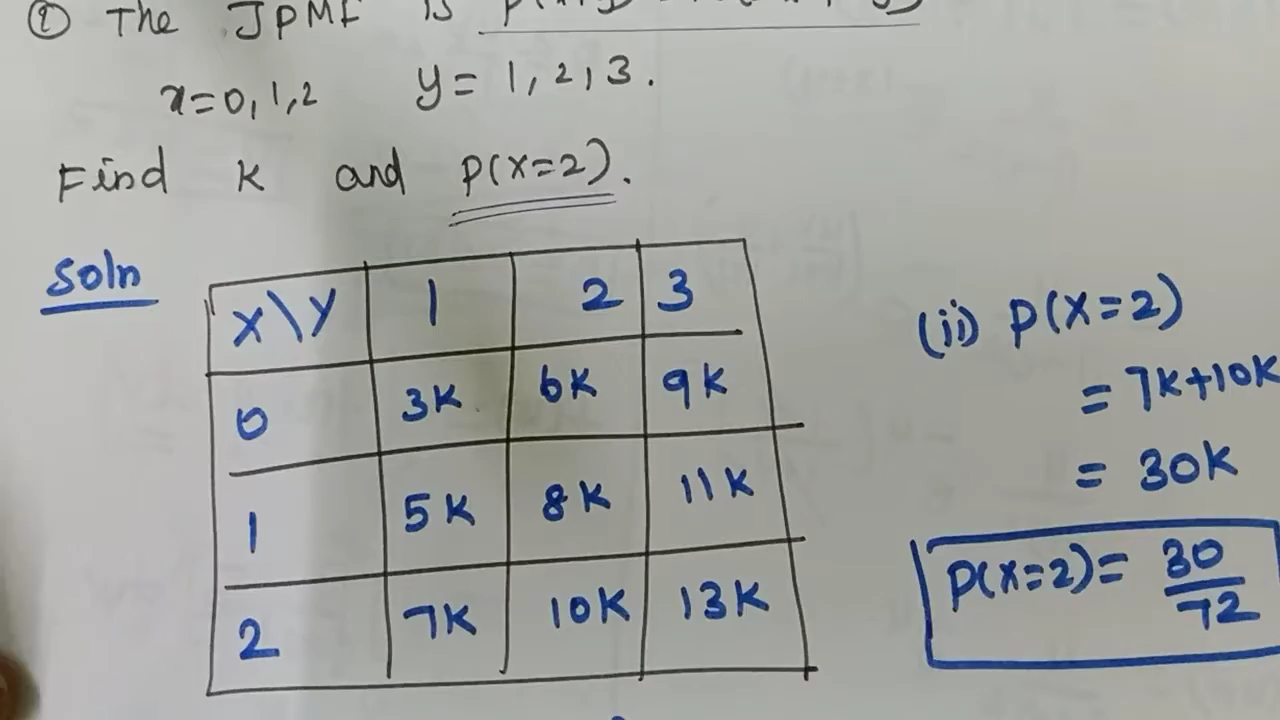 ② The JPMF is
x=0,1,2 y=1,2,3.
Find K and P(X=2).
Soln
X\Y 1 2 3
0 3K 6K 9K
1 5K 8K 11K
2 7K 10K 13K
(ii) P(X=2)
= 7K+10K
= 30K
P(X=2)= 30/72